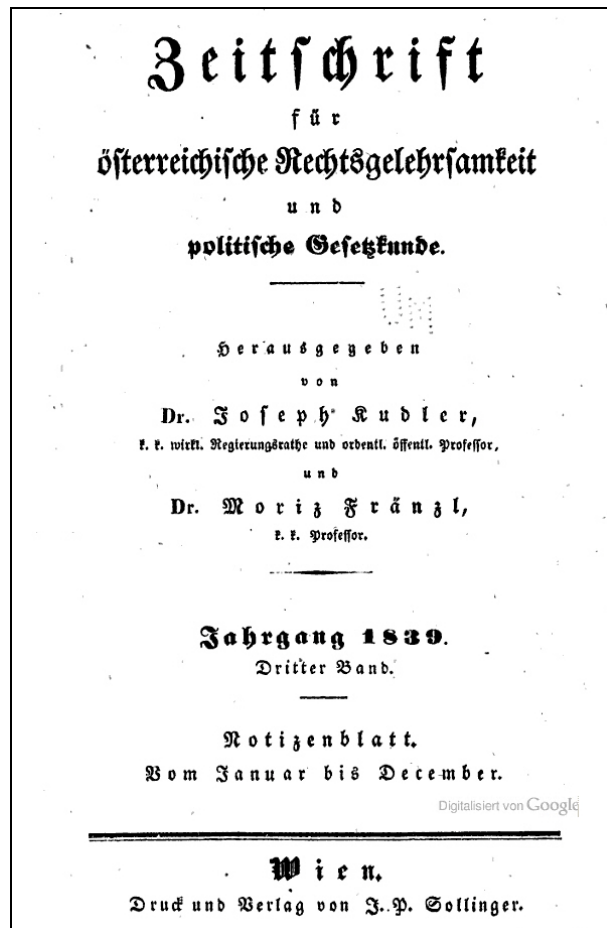 Zeitschrift
für
österreichische Rechtsgelehrsamkeit
und
politische Gesetzkunde.
Herausgegeben
von
Dr. Joseph Kudler,
k. k. wirkl. Regierungsrathe und ordentl. öffentl. Professor,
und
Dr. Moriz Fränzl,
k. k. Professor.
Jahrgang 1839.
Dritter Band.
Notizenblatt.
Vom Januar bis December.
Digitalisiert von Google
Wien.
Druck und Verlag von J. P. Sollinger.